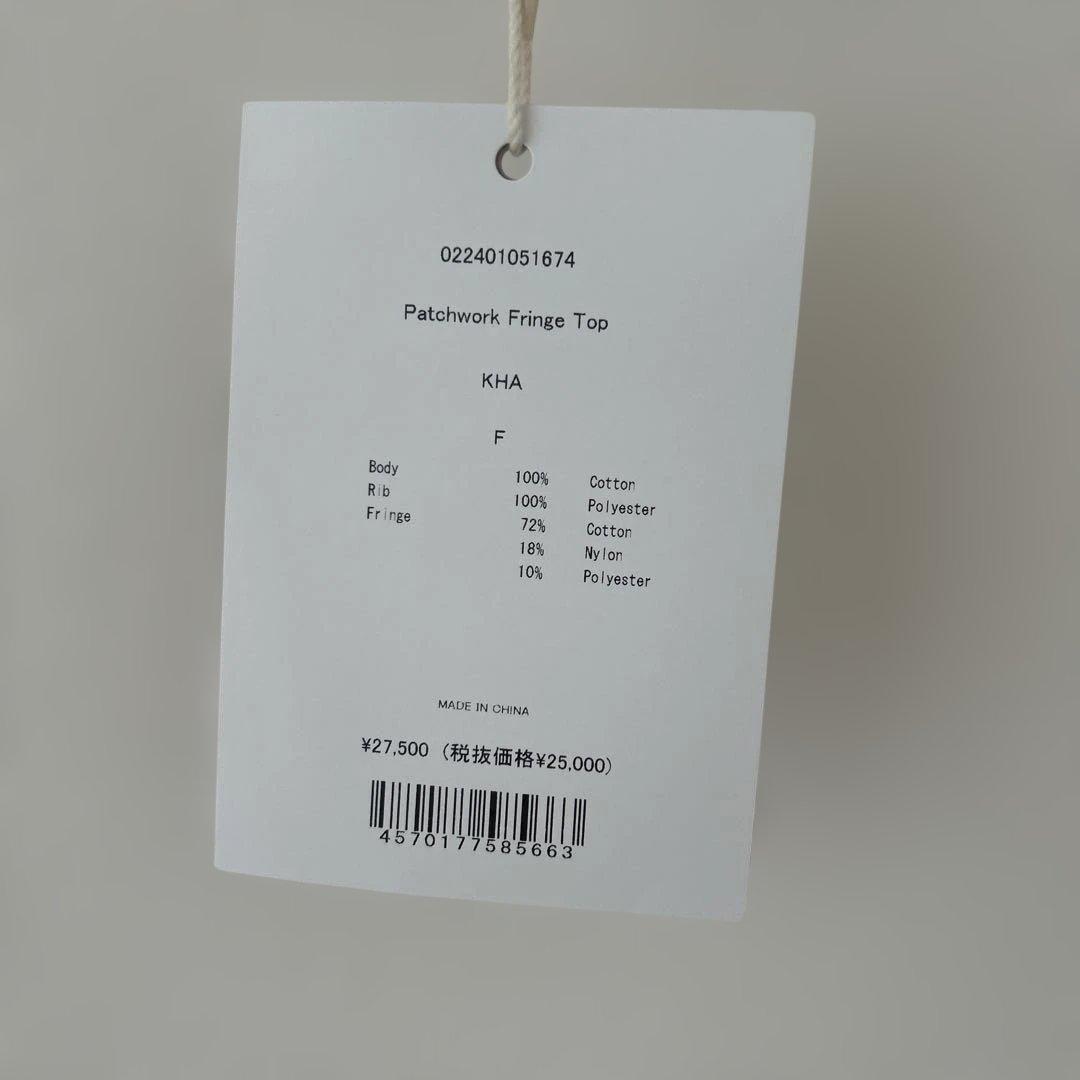 022401051674
Patchwork Fringe Top
KHA
F
Body 100% Cotton
Rib 100% Polyester
Fringe 72% Cotton
18% Nylon
10% Polyester
MADE IN CHINA
¥27,500（税抜価格¥25,000）
4570177585663